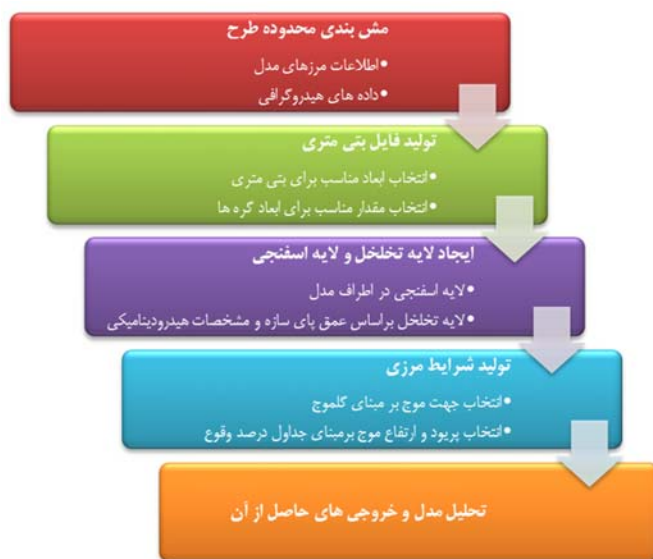 مش بندی محدوده طرح
•اطلاعات مرزهای مدل
•داده های هیدروگرافی
تولید فایل بتی متری
•انتخاب ابعاد مناسب برای بتی متری
•انتخاب مقدار مناسب برای ابعاد گره ها
ایجاد لایه تخلخل و لایه اسفنجی
•لایه اسفنجی در اطراف مدل
•لایه تخلخل براساس عمق پای سازه و مشخصات هیدرودینامیکی
تولید شرایط مرزی
•انتخاب جهت موج بر مبنای گلموج
•انتخاب پریود و ارتفاع موج برمبنای جداول درصد وقوع
تحلیل مدل و خروجی های حاصل از آن